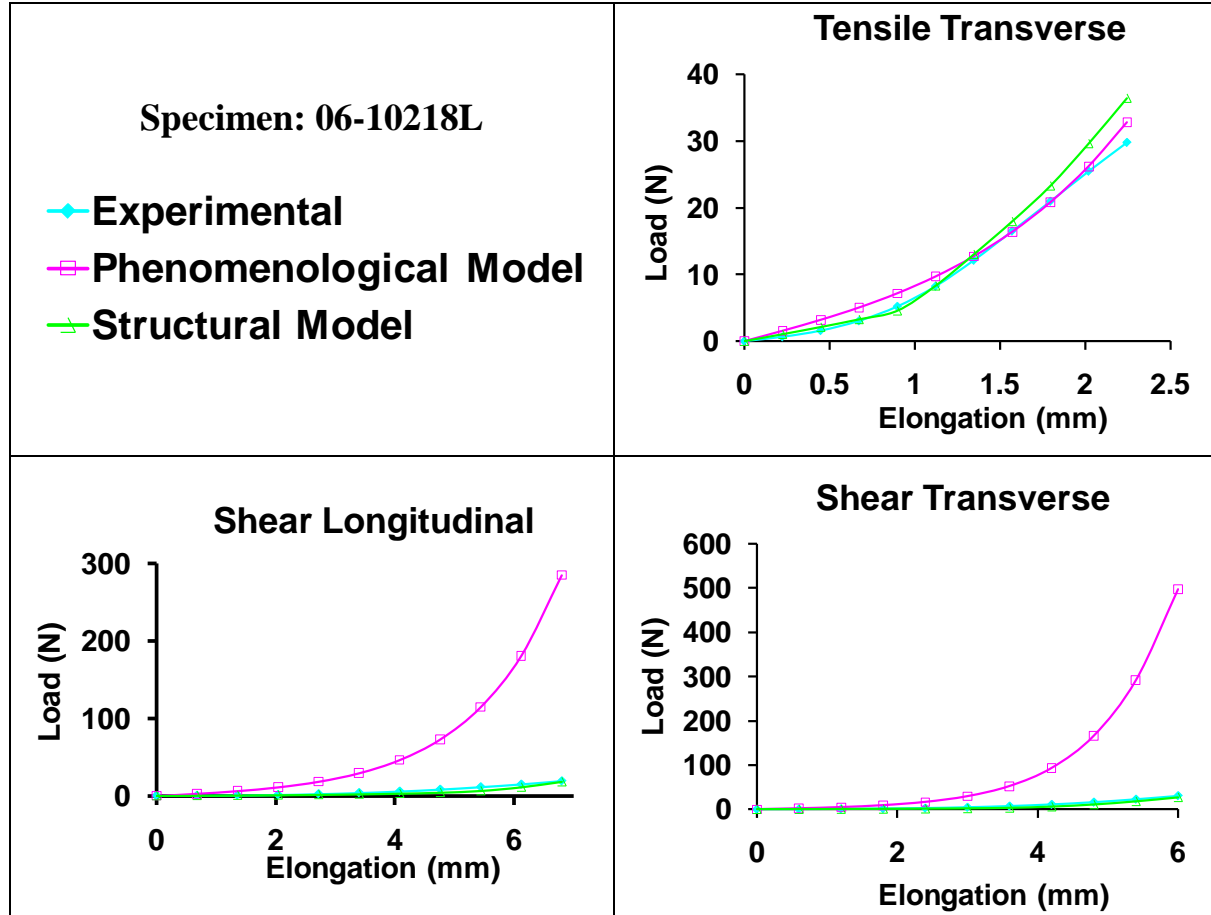 Specimen: 06-10218L
Experimental
Phenomenological Model
Structural Model
Tensile Transverse
40
30
20
10
0
Load (N)
0 0.5 1 1.5 2 2.5
Elongation (mm)
Shear Longitudinal
300
200
100
0
Load (N)
0 2 4 6
Elongation (mm)
Shear Transverse
600
500
400
300
200
100
0
Load (N)
0 2 4 6
Elongation (mm)